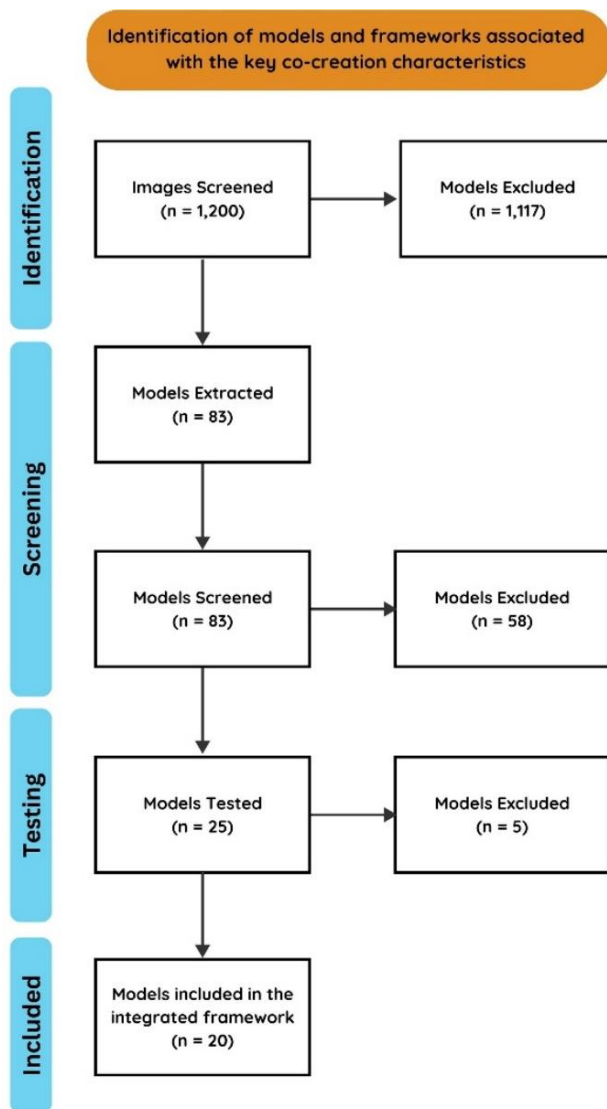 Identification of models and frameworks associated
with the key co-creation characteristics
Identification
Images Screened
(n = 1,200)
Models Excluded
(n = 1,117)
Screening
Models Extracted
(n = 83)
Models Screened
(n = 83)
Models Excluded
(n = 58)
Testing
Models Tested
(n = 25)
Models Excluded
(n = 5)
Included
Models included in the
integrated framework
(n = 20)